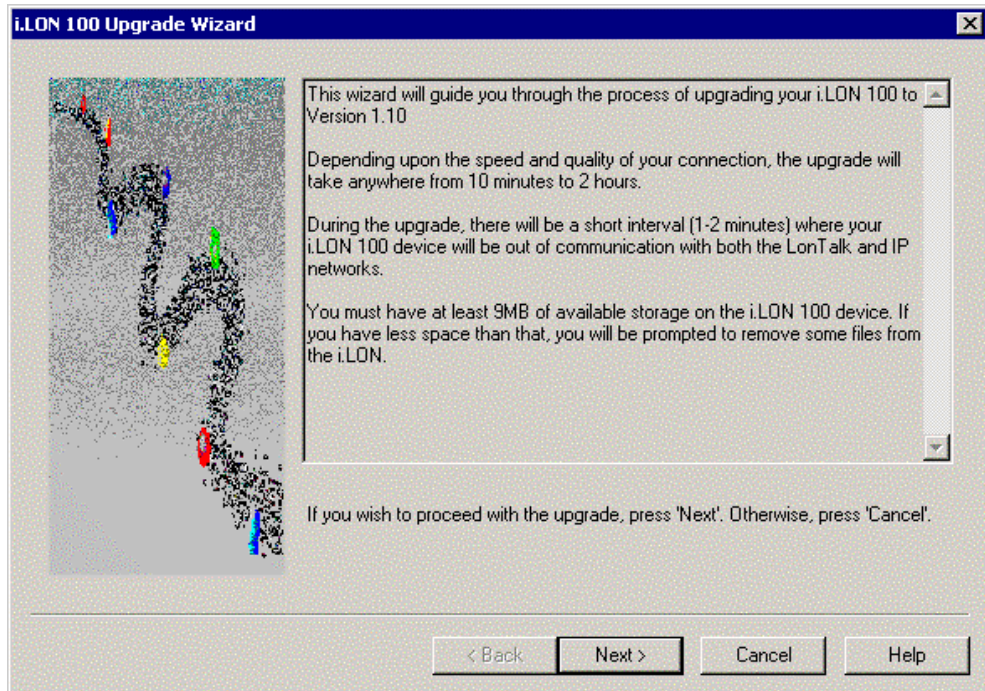 i.LON 100 Upgrade Wizard
This wizard will guide you through the process of upgrading your i.LON 100 to
Version 1.10
Depending upon the speed and quality of your connection, the upgrade will
take anywhere from 10 minutes to 2 hours.
During the upgrade, there will be a short interval (1-2 minutes) where your
i.LON 100 device will be out of communication with both the LonTalk and IP
networks.
You must have at least 9MB of available storage on the i.LON 100 device. If
you have less space than that, you will be prompted to remove some files from
the i.LON.
If you wish to proceed with the upgrade, press 'Next'. Otherwise, press 'Cancel'.
< Back Next > Cancel Help